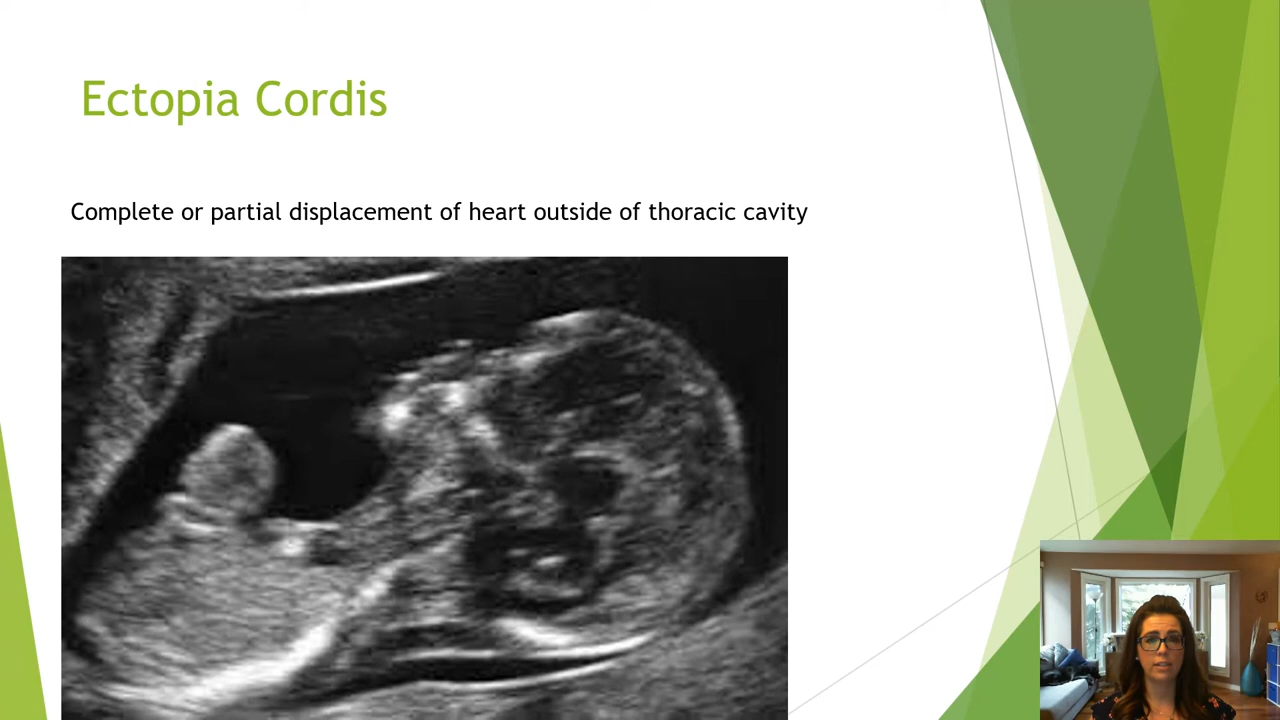 Ectopia Cordis
Complete or partial displacement of heart outside of thoracic cavity